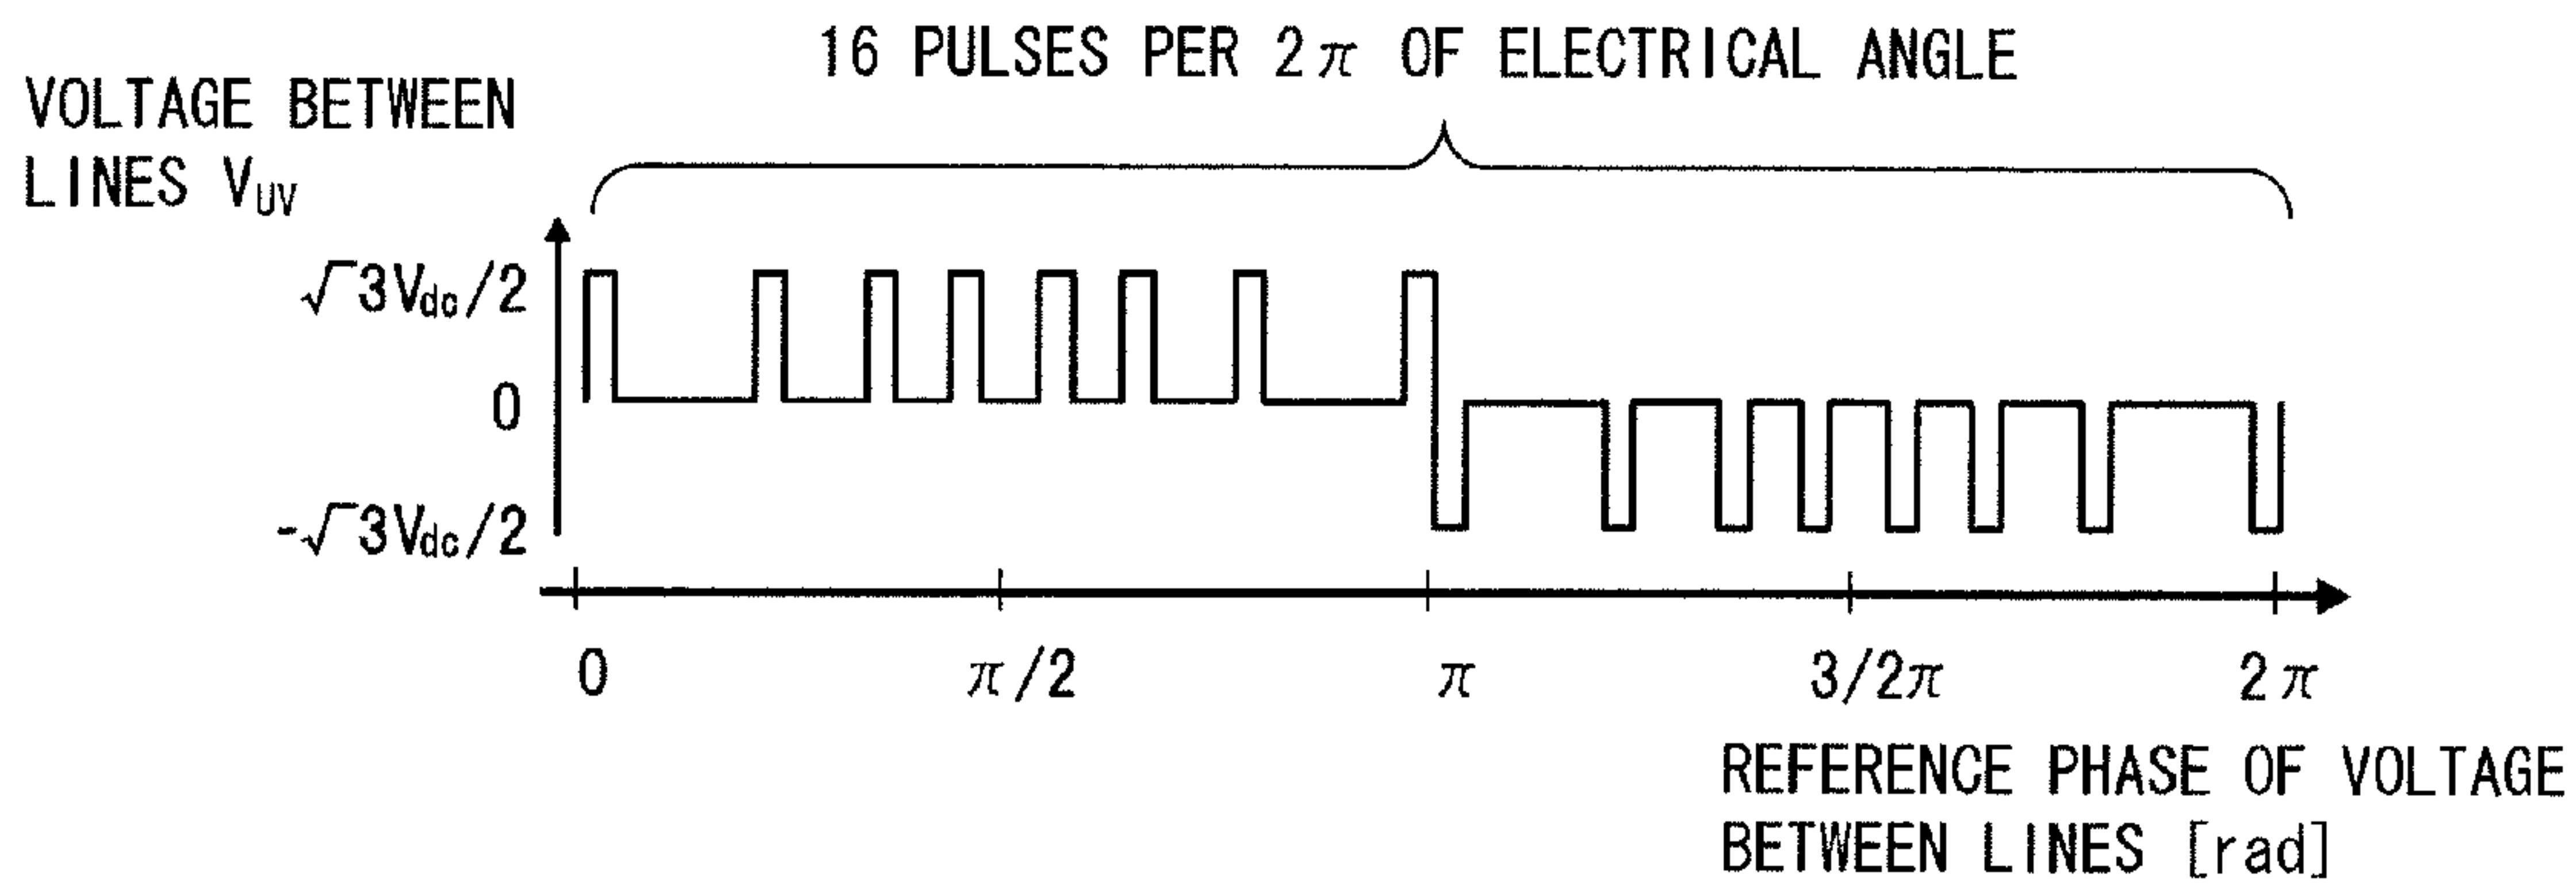 16 PULSES PER 2π OF ELECTRICAL ANGLE
VOLTAGE BETWEEN
LINES VUV
√3Vdc/2
0
-√3Vdc/2
0 π/2 π 3/2π 2π
REFERENCE PHASE OF VOLTAGE
BETWEEN LINES [rad]